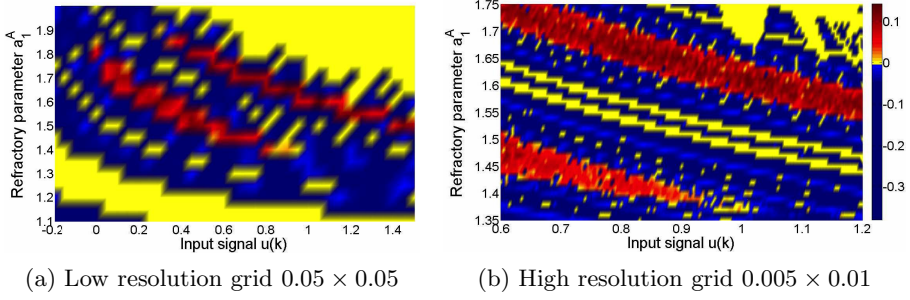 Refractory parameter a₁ᴬ
1.9
1.8
1.7
1.6
1.5
1.4
1.3
1.2
1.1
-0.2 0 0.2 0.4 0.6 0.8 1 1.2 1.4
Input signal u(k)
(a) Low resolution grid 0.05 × 0.05
Refractory parameter a₁ᴬ
1.75
1.7
1.65
1.6
1.55
1.5
1.45
1.4
1.35
0.6 0.7 0.8 0.9 1 1.1 1.2
Input signal u(k)
0.1
0
-0.1
-0.2
-0.3
(b) High resolution grid 0.005 × 0.01